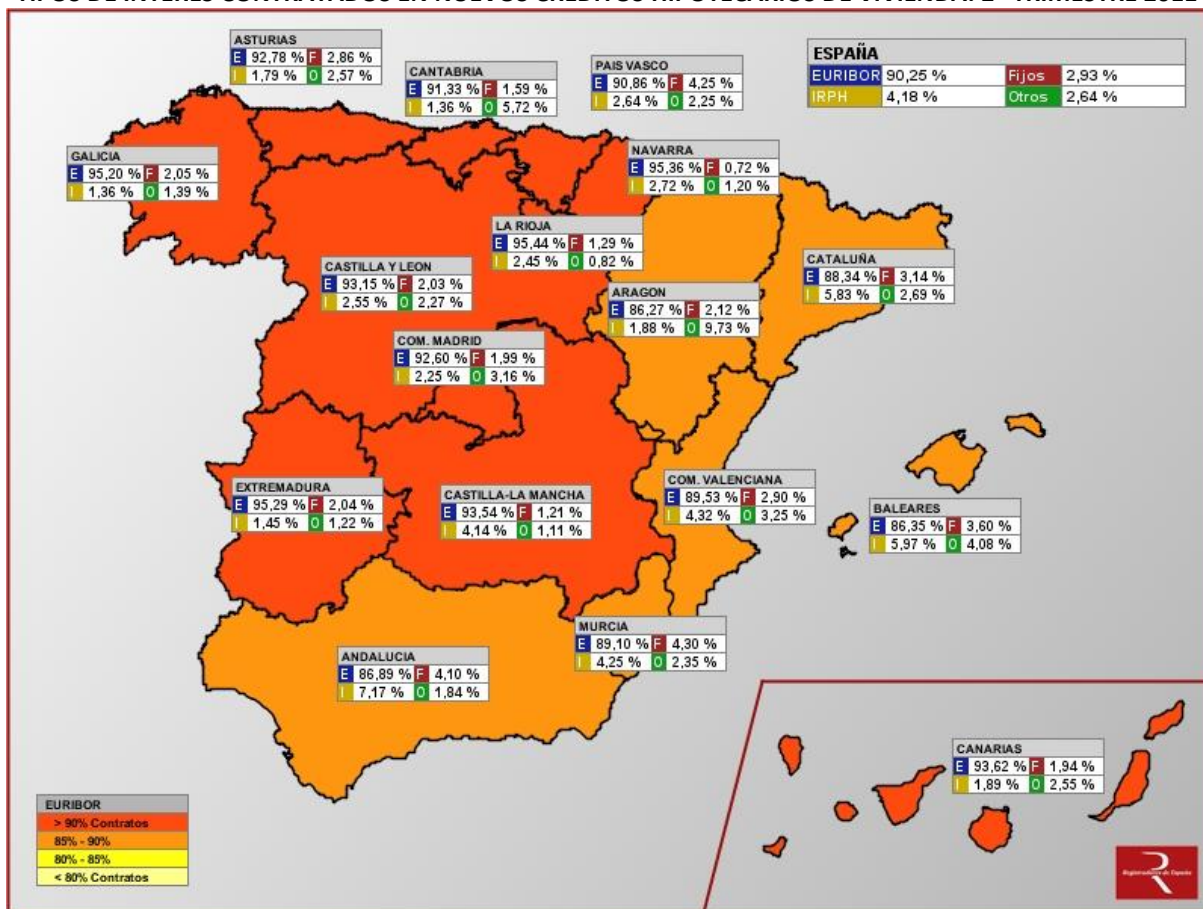 ASTURIAS
E 92,78 % F 2,86 %
I 1,79 % O 2,57 %
CANTABRIA
E 91,33 % F 1,59 %
I 1,36 % O 5,72 %
PAIS VASCO
E 90,86 % F 4,25 %
I 2,64 % O 2,25 %
ESPAÑA
EURIBOR 90,25 % Fijos 2,93 %
IRPH 4,18 % Otros 2,64 %
GALICIA
E 95,20 % F 2,05 %
I 1,36 % O 1,39 %
NAVARRA
E 95,36 % F 0,72 %
I 2,72 % O 1,20 %
LA RIOJA
E 95,44 % F 1,29 %
I 2,45 % O 0,82 %
CASTILLA Y LEON
E 93,15 % F 2,03 %
I 2,55 % O 2,27 %
CATALUÑA
E 88,34 % F 3,14 %
I 5,83 % O 2,69 %
ARAGON
E 86,27 % F 2,12 %
I 1,88 % O 9,73 %
COM. MADRID
E 92,60 % F 1,99 %
I 2,25 % O 3,16 %
EXTREMADURA
E 95,29 % F 2,04 %
I 1,45 % O 1,22 %
CASTILLA-LA MANCHA
E 93,54 % F 1,21 %
I 4,14 % O 1,11 %
COM. VALENCIANA
E 89,53 % F 2,90 %
I 4,32 % O 3,25 %
BALEARES
E 86,35 % F 3,60 %
I 5,97 % O 4,08 %
MURCIA
E 89,10 % F 4,30 %
I 4,25 % O 2,35 %
ANDALUCIA
E 86,89 % F 4,10 %
I 7,17 % O 1,84 %
CANARIAS
E 93,62 % F 1,94 %
I 1,89 % O 2,55 %
EURIBOR
> 90% Contratos
85% - 90%
80% - 85%
< 80% Contratos
R
Registradores de España